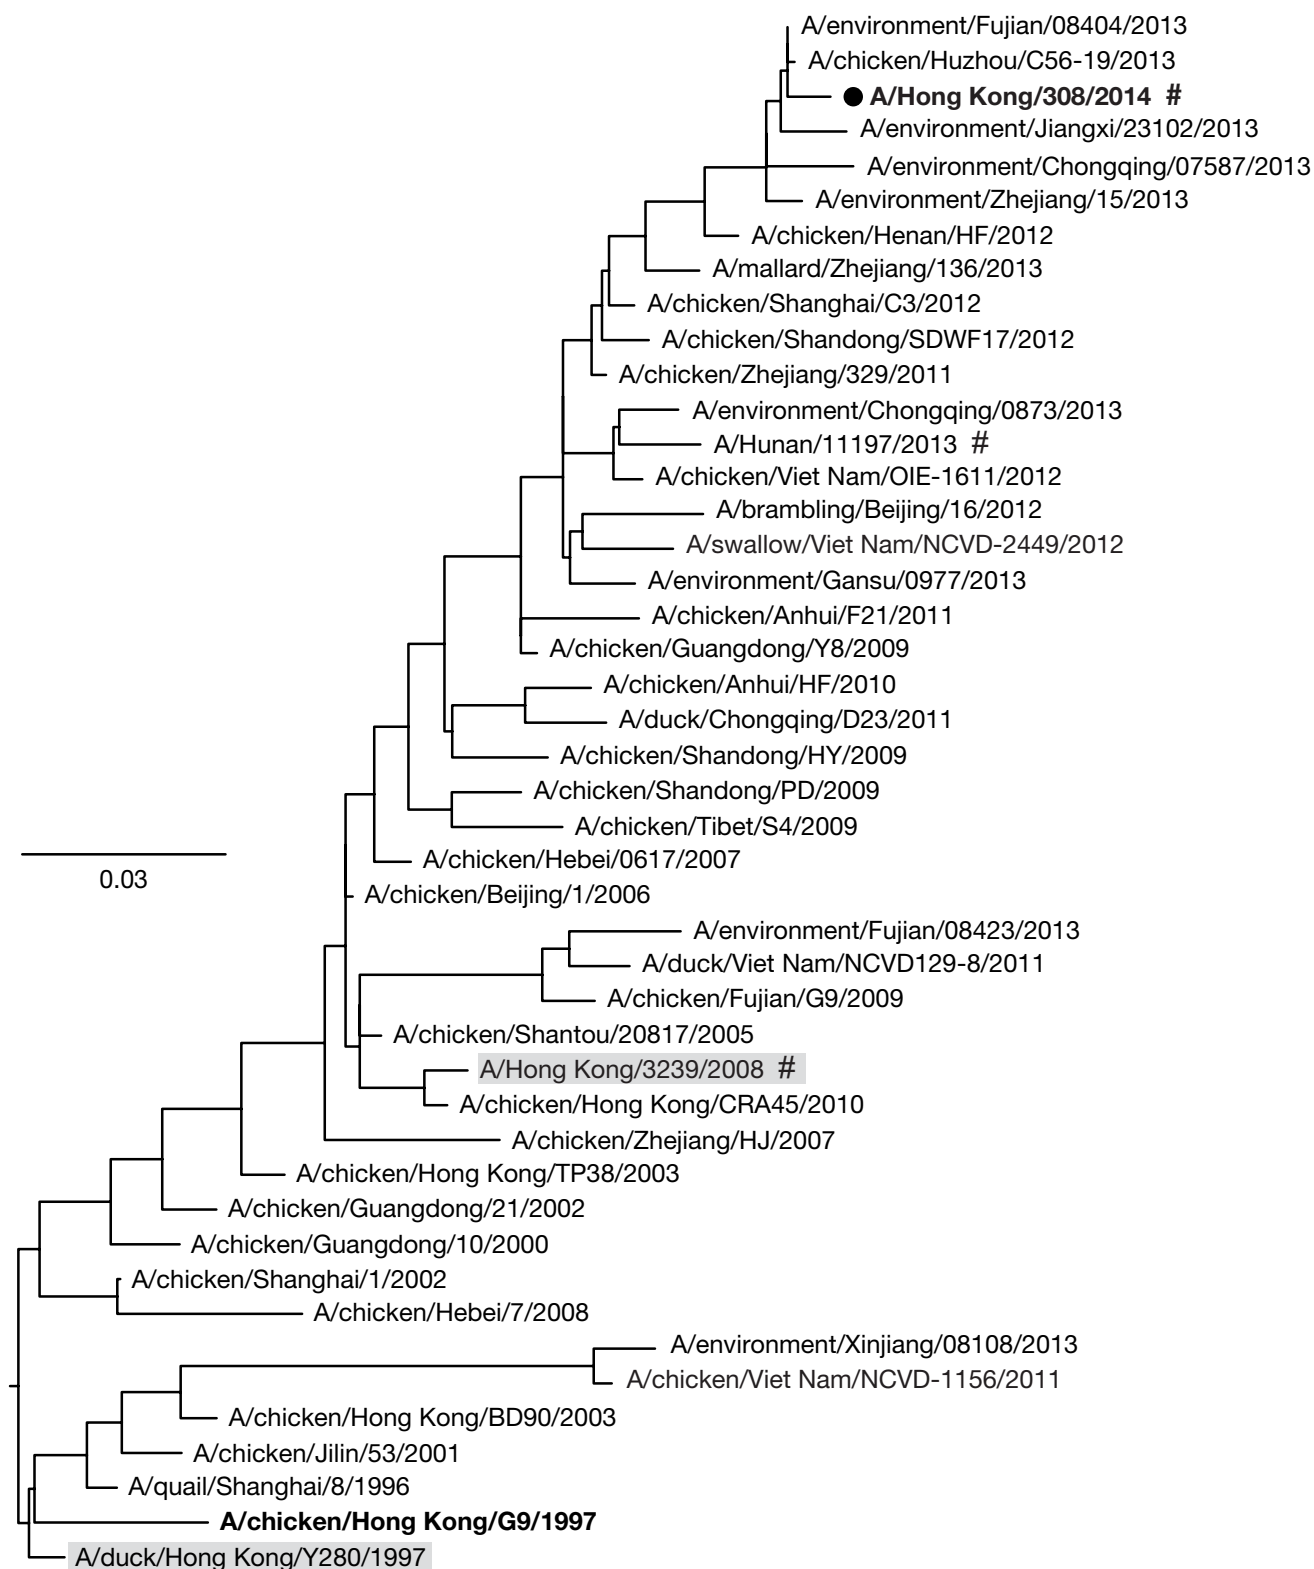 A/environment/Fujian/08404/2013
A/chicken/Huzhou/C56-19/2013
A/Hong Kong/308/2014 #
A/environment/Jiangxi/23102/2013
A/environment/Chongqing/07587/2013
A/environment/Zhejiang/15/2013
A/chicken/Henan/HF/2012
A/mallard/Zhejiang/136/2013
A/chicken/Shanghai/C3/2012
A/chicken/Shandong/SDWF17/2012
A/chicken/Zhejiang/329/2011
A/environment/Chongqing/0873/2013
A/Hunan/11197/2013 #
A/chicken/Viet Nam/OIE-1611/2012
A/brambling/Beijing/16/2012
A/swallow/Viet Nam/NCVD-2449/2012
A/environment/Gansu/0977/2013
A/chicken/Anhui/F21/2011
A/chicken/Guangdong/Y8/2009
A/chicken/Anhui/HF/2010
A/duck/Chongqing/D23/2011
A/chicken/Shandong/HY/2009
A/chicken/Shandong/PD/2009
A/chicken/Tibet/S4/2009
A/chicken/Hebei/0617/2007
0.03
A/chicken/Beijing/1/2006
A/environment/Fujian/08423/2013
A/duck/Viet Nam/NCVD129-8/2011
A/chicken/Fujian/G9/2009
A/chicken/Shantou/20817/2005
A/Hong Kong/3239/2008 #
A/chicken/Hong Kong/CRA45/2010
A/chicken/Zhejiang/HJ/2007
A/chicken/Hong Kong/TP38/2003
A/chicken/Guangdong/21/2002
A/chicken/Guangdong/10/2000
A/chicken/Shanghai/1/2002
A/chicken/Hebei/7/2008
A/environment/Xinjiang/08108/2013
A/chicken/Viet Nam/NCVD-1156/2011
A/chicken/Hong Kong/BD90/2003
A/chicken/Jilin/53/2001
A/quail/Shanghai/8/1996
A/chicken/Hong Kong/G9/1997
A/duck/Hong Kong/Y280/1997